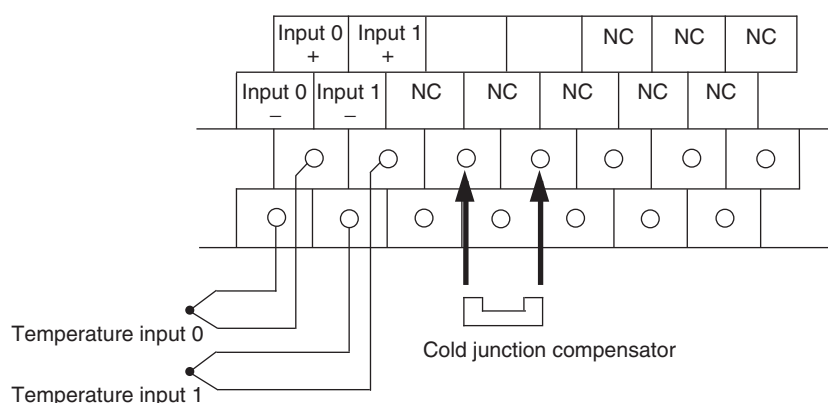 Input 0 Input 1 NC NC NC
+ +
Input 0 Input 1 NC NC NC NC NC
− −
Temperature input 0
Cold junction compensator
Temperature input 1